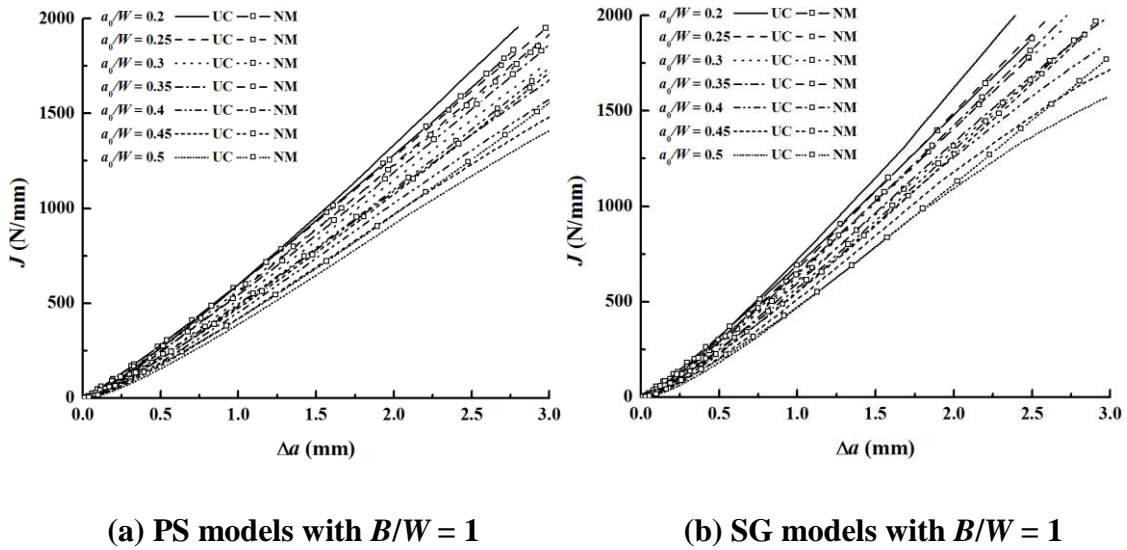 a₀/W = 0.2 UC NM
a₀/W = 0.25 UC NM
a₀/W = 0.3 UC NM
a₀/W = 0.35 UC NM
a₀/W = 0.4 UC NM
a₀/W = 0.45 UC NM
a₀/W = 0.5 UC NM
2000
1500
1000
500
0
J (N/mm)
0.0 0.5 1.0 1.5 2.0 2.5 3.0
Δa (mm)
(a) PS models with B/W = 1
a₀/W = 0.2 UC NM
a₀/W = 0.25 UC NM
a₀/W = 0.3 UC NM
a₀/W = 0.35 UC NM
a₀/W = 0.4 UC NM
a₀/W = 0.45 UC NM
a₀/W = 0.5 UC NM
2000
1500
1000
500
0
J (N/mm)
0.0 0.5 1.0 1.5 2.0 2.5 3.0
Δa (mm)
(b) SG models with B/W = 1